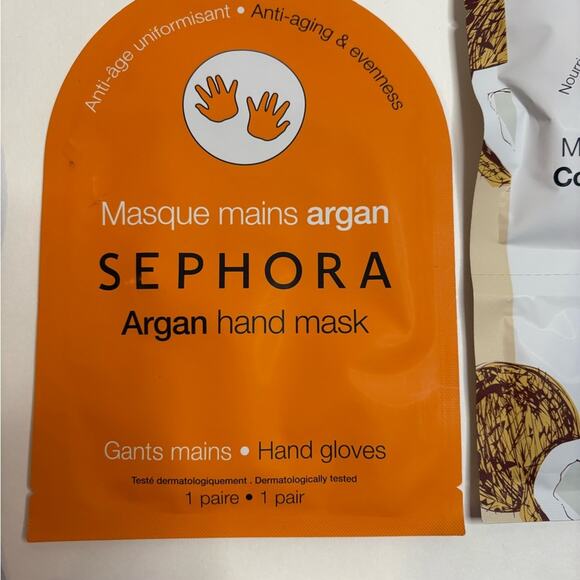 Anti-âge uniformisant • Anti-aging & evenness
Masque mains argan
SEPHORA
Argan hand mask
Gants mains • Hand gloves
Testé dermatologiquement . Dermatologically tested
1 paire • 1 pair